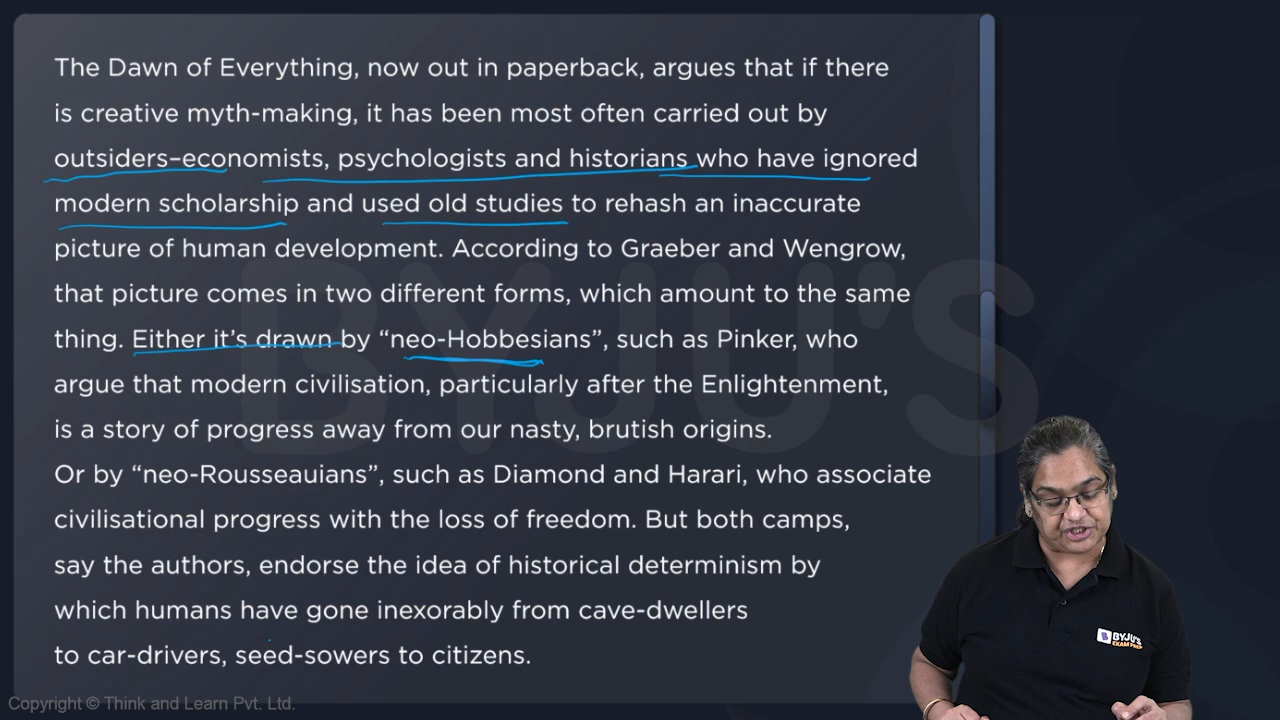 The Dawn of Everything, now out in paperback, argues that if there
is creative myth-making, it has been most often carried out by
outsiders–economists, psychologists and historians who have ignored
modern scholarship and used old studies to rehash an inaccurate
picture of human development. According to Graeber and Wengrow,
that picture comes in two different forms, which amount to the same
thing. Either it's drawn by “neo-Hobbesians”, such as Pinker, who
argue that modern civilisation, particularly after the Enlightenment,
is a story of progress away from our nasty, brutish origins.
Or by “neo-Rousseauians”, such as Diamond and Harari, who associate
civilisational progress with the loss of freedom. But both camps,
say the authors, endorse the idea of historical determinism by
which humans have gone inexorably from cave-dwellers
to car-drivers, seed-sowers to citizens.
BYJU'S
BYJU'S
EXAM PREP
Copyright © Think and Learn Pvt. Ltd.